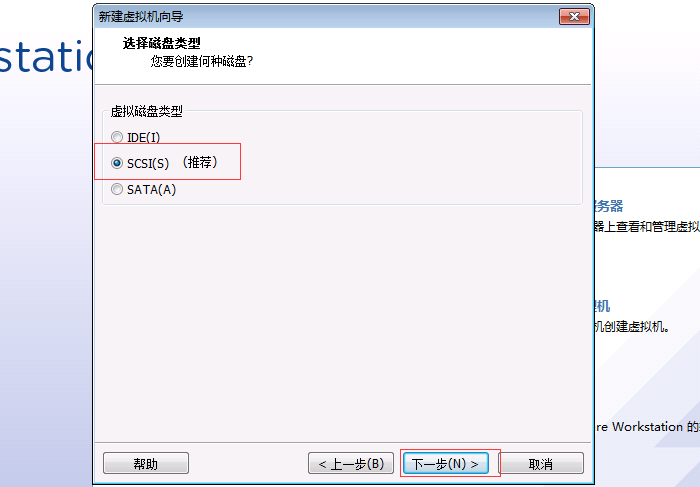 新建虚拟机向导
选择磁盘类型
您要创建何种磁盘?
虚拟磁盘类型
IDE(I)
SCSI(S) （推荐）
SATA(A)
帮助
< 上一步(B)
下一步(N) >
取消
务器
器上查看和管理虚拟
机
机创建虚拟机。
re Workstation 的